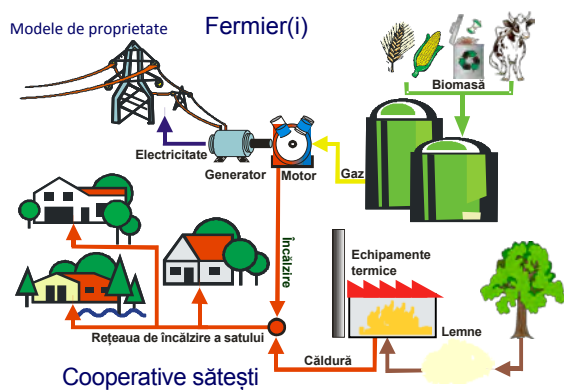 Modele de proprietate
Fermier(i)
Biomasă
Electricitate
Generator
Motor
Gaz
Încălzire
Echipamente
termice
Rețeaua de încălzire a satului
Căldură
Lemne
Cooperative sătești